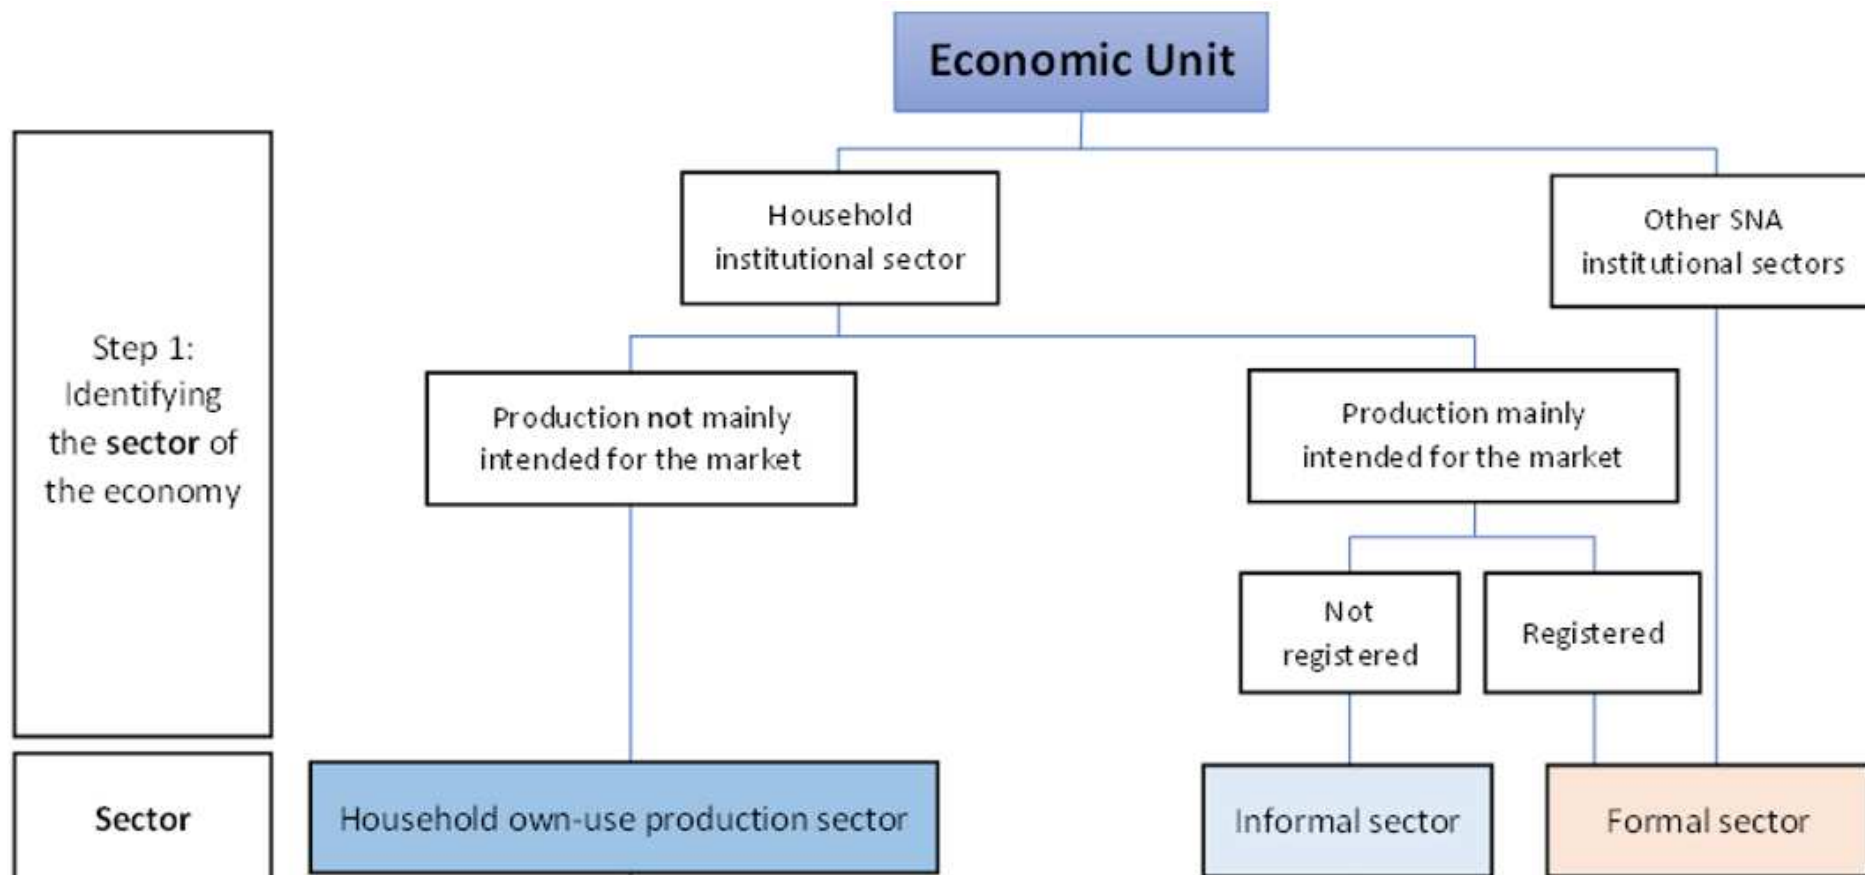 Economic Unit
Household
institutional sector
Other SNA
institutional sectors
Step 1:
Identifying
the sector of
the economy
Production not mainly
intended for the market
Production mainly
intended for the market
Not
registered
Registered
Sector
Household own-use production sector
Informal sector
Formal sector